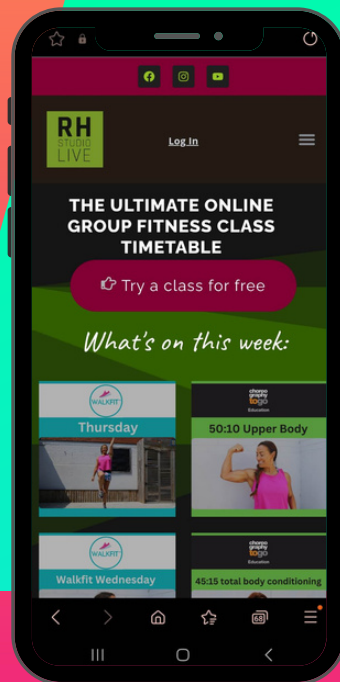 RH
STUDIO
LIVE
Log In
THE ULTIMATE ONLINE
GROUP FITNESS CLASS
TIMETABLE
Try a class for free
What's on this week:
WALKFIT
Thursday
choreo
graphy
togo
Education
50:10 Upper Body
WALKFIT
Walkfit Wednesday
choreo
graphy
togo
Education
45:15 total body conditioning
68